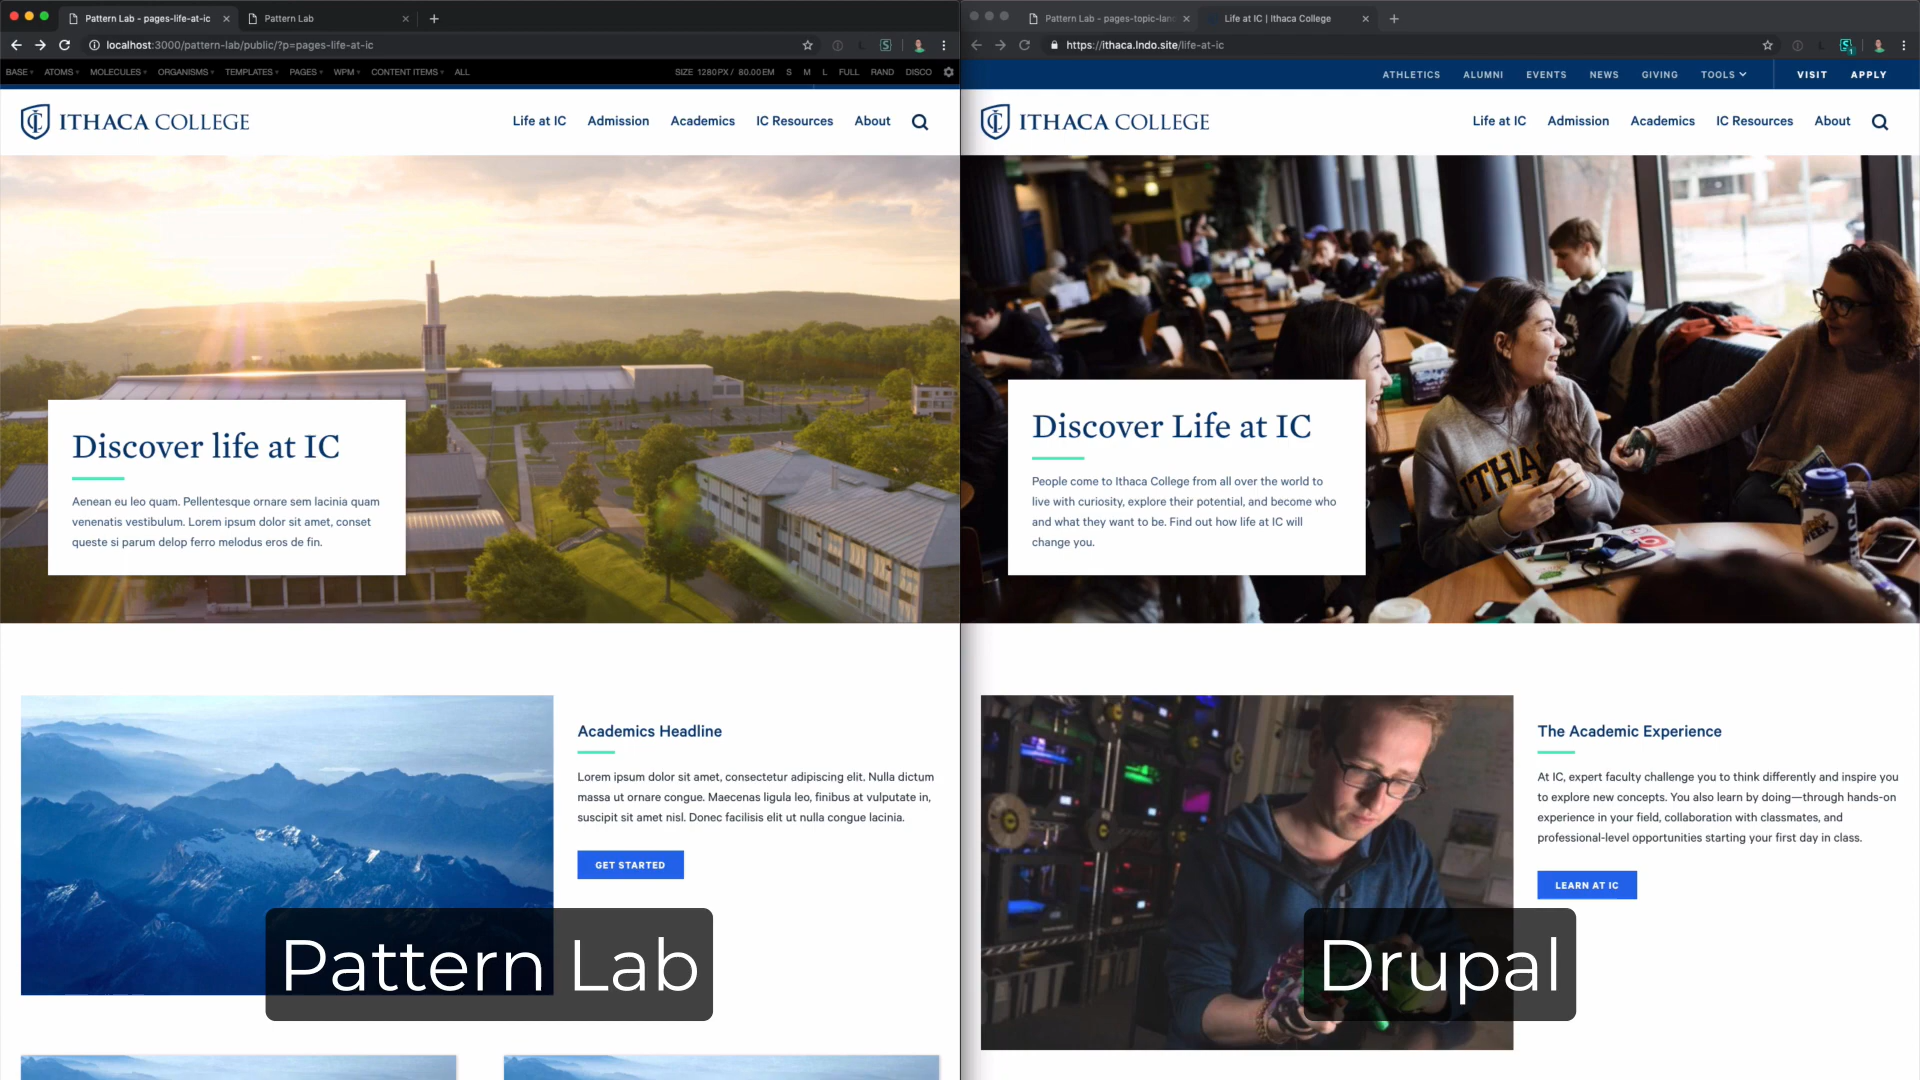 Pattern Lab - pages-life-at-ic
Pattern Lab
localhost:3000/pattern-lab/public/?p=pages-life-at-ic
BASE ATOMS MOLECULES ORGANISMS TEMPLATES PAGES WPM CONTENT ITEMS ALL
SIZE 1280PX / 80.00EM S M L FULL RAND DISCO
ITHACA COLLEGE
Life at IC Admission Academics IC Resources About
Discover life at IC
Aenean eu leo quam. Pellentesque ornare sem lacinia quam
venenatis vestibulum. Lorem ipsum dolor sit amet, conset
queste si parum delop ferro melodus eros de fin.
Academics Headline
Lorem ipsum dolor sit amet, consectetur adipiscing elit. Nulla dictum
massa ut ornare congue. Maecenas ligula leo, finibus at vulputate in,
suscipit sit amet nisl. Donec facilisis elit ut nulla congue lacinia.
GET STARTED
Pattern Lab
Pattern Lab - pages-topic-lan
Life at IC | Ithaca College
https://ithaca.lndo.site/life-at-ic
ATHLETICS ALUMNI EVENTS NEWS GIVING TOOLS VISIT APPLY
ITHACA COLLEGE
Life at IC Admission Academics IC Resources About
Discover Life at IC
People come to Ithaca College from all over the world to
live with curiosity, explore their potential, and become who
and what they want to be. Find out how life at IC will
change you.
ITHA
The Academic Experience
At IC, expert faculty challenge you to think differently and inspire you
to explore new concepts. You also learn by doing—through hands-on
experience in your field, collaboration with classmates, and
professional-level opportunities starting your first day in class.
LEARN AT IC
Drupal